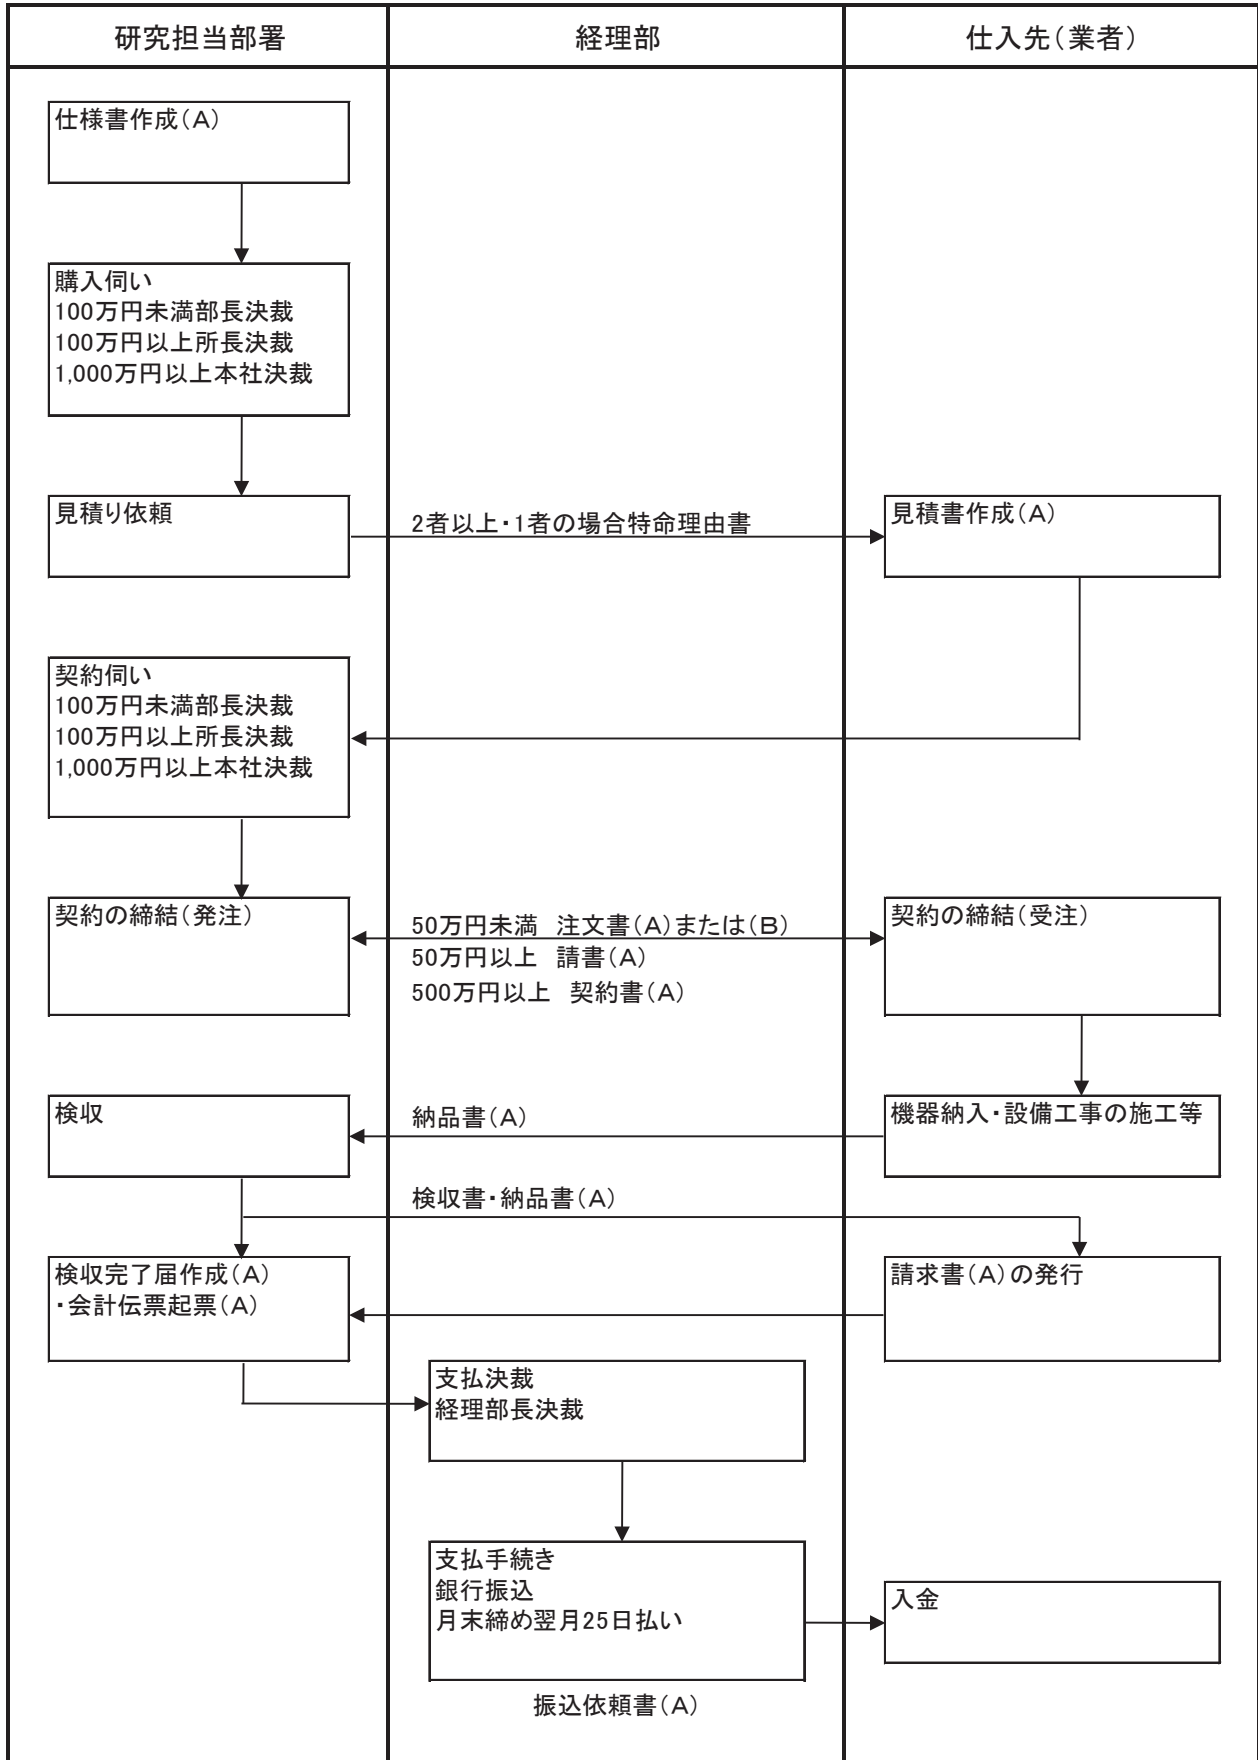 研究担当部署
経理部
仕入先(業者)
仕様書作成(A)
購入伺い
100万円未満部長決裁
100万円以上所長決裁
1,000万円以上本社決裁
見積り依頼
2者以上・1者の場合特命理由書
見積書作成(A)
契約伺い
100万円未満部長決裁
100万円以上所長決裁
1,000万円以上本社決裁
契約の締結(発注)
50万円未満 注文書(A)または(B)
50万円以上 請書(A)
500万円以上 契約書(A)
契約の締結(受注)
検収
納品書(A)
機器納入・設備工事の施工等
検収書・納品書(A)
検収完了届作成(A)
・会計伝票起票(A)
請求書(A)の発行
支払決裁
経理部長決裁
支払手続き
銀行振込
月末締め翌月25日払い
入金
振込依頼書(A)